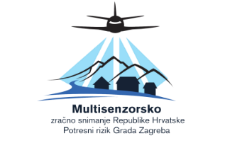 Multisenzorsko
zračno snimanje Republike Hrvatske
Potresni rizik Grada Zagreba